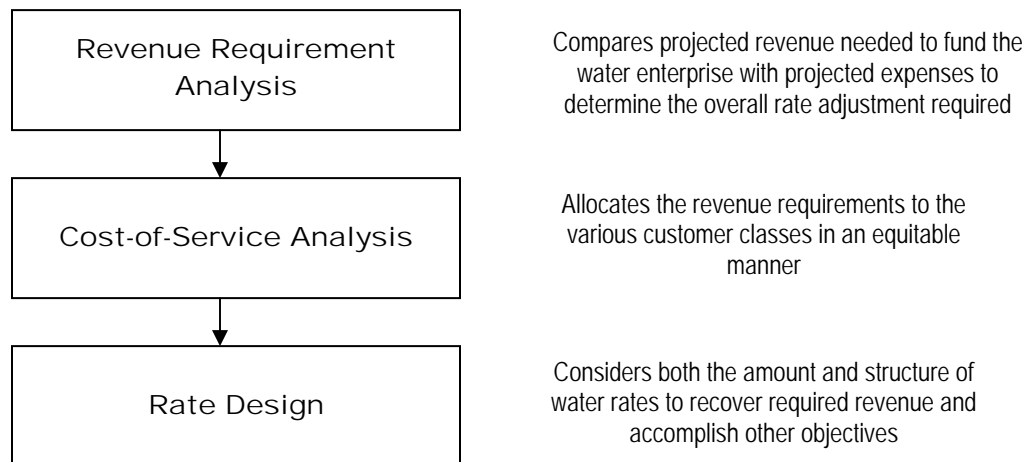 Revenue Requirement
Analysis
Compares projected revenue needed to fund the
water enterprise with projected expenses to
determine the overall rate adjustment required
Cost-of-Service Analysis
Allocates the revenue requirements to the
various customer classes in an equitable
manner
Rate Design
Considers both the amount and structure of
water rates to recover required revenue and
accomplish other objectives